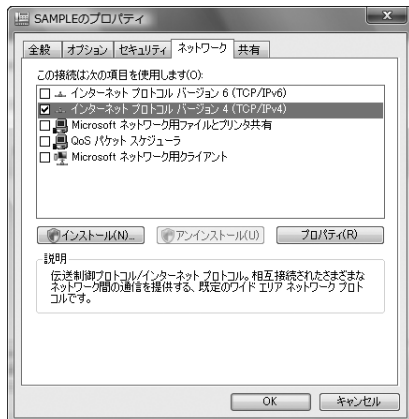 SAMPLEのプロパティ
全般 オプション セキュリティ ネットワーク 共有
この接続は次の項目を使用します(O):
インターネット プロトコル バージョン 6 (TCP/IPv6)
インターネット プロトコル バージョン 4 (TCP/IPv4)
Microsoft ネットワーク用ファイルとプリンタ共有
QoS パケット スケジューラ
Microsoft ネットワーク用クライアント
インストール(N)... アンインストール(U) プロパティ(R)
説明
伝送制御プロトコル/インターネット プロトコル。相互接続されたさまざまな
ネットワーク間の通信を提供する、既定のワイド エリア ネットワーク プロト
コルです。
OK キャンセル